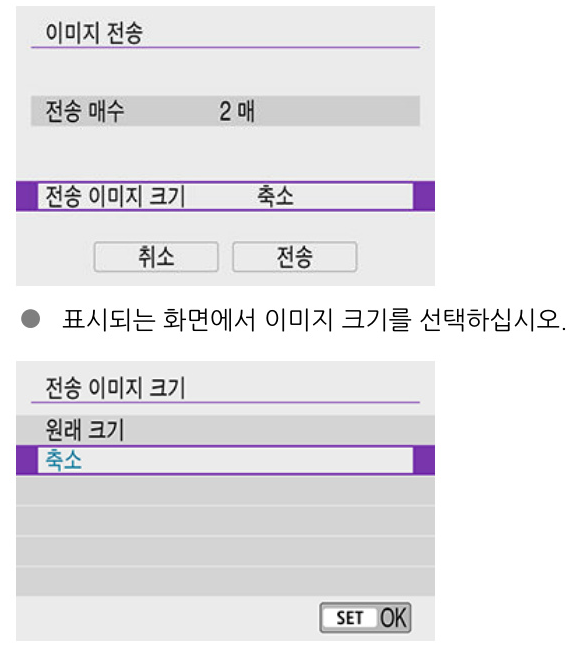 이미지 전송
전송 매수 2 매
전송 이미지 크기 축소
취소 전송
● 표시되는 화면에서 이미지 크기를 선택하십시오.
전송 이미지 크기
원래 크기
축소
SET OK